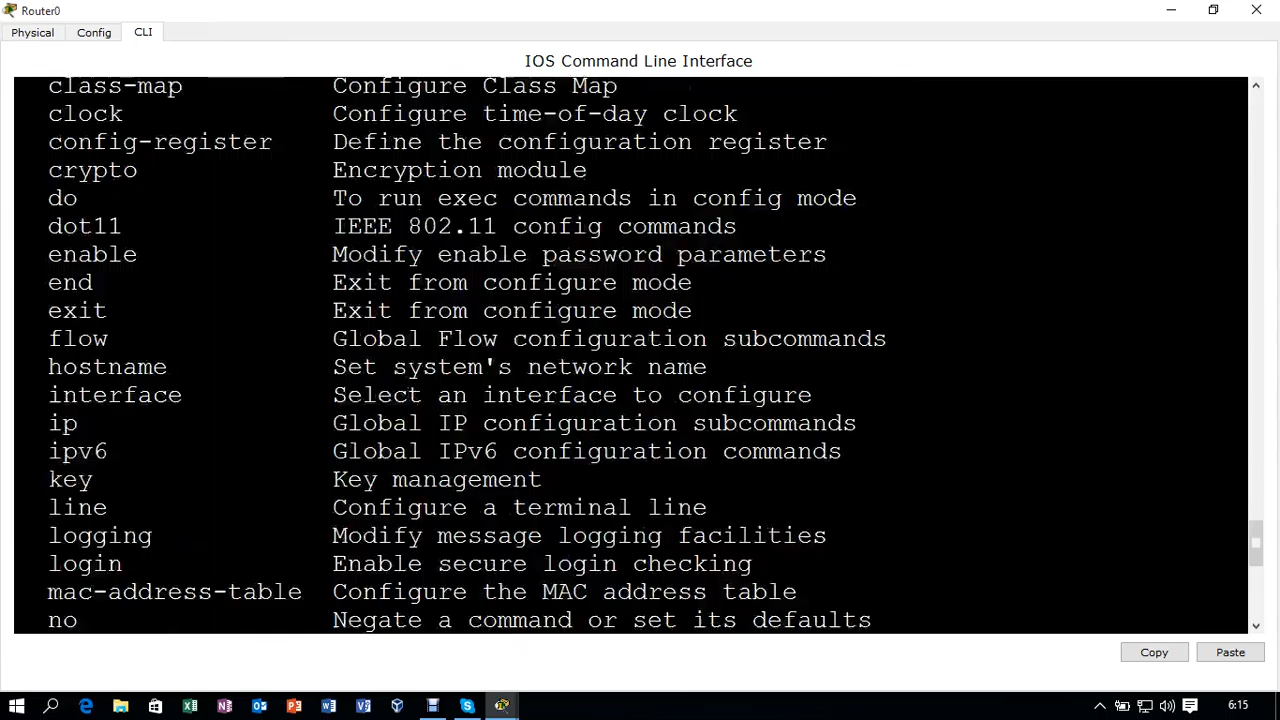 Router0
Physical Config CLI
IOS Command Line Interface
class-map Configure Class Map
clock Configure time-of-day clock
config-register Define the configuration register
crypto Encryption module
do To run exec commands in config mode
dot11 IEEE 802.11 config commands
enable Modify enable password parameters
end Exit from configure mode
exit Exit from configure mode
flow Global Flow configuration subcommands
hostname Set system's network name
interface Select an interface to configure
ip Global IP configuration subcommands
ipv6 Global IPv6 configuration commands
key Key management
line Configure a terminal line
logging Modify message logging facilities
login Enable secure login checking
mac-address-table Configure the MAC address table
no Negate a command or set its defaults
Copy Paste
6:15